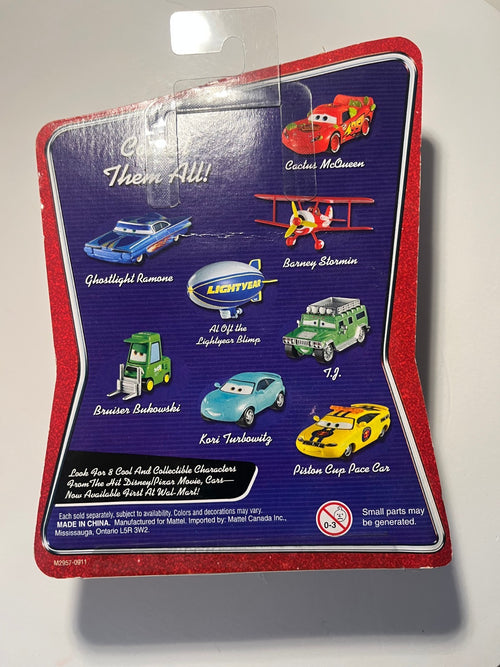 Them All!
Cactus McQueen
Barney Stormin
Ghostlight Ramone
LIGHTYEAR
Al Oft the
Lightyear Blimp
T.J.
Bruiser Bukowski
Kori Turbowitz
Piston Cup Pace Car
Look For 8 Cool And Collectible Characters
From The Hit Disney/Pixar Movie, Cars—
Now Available First At Wal-Mart!
Each sold separately, subject to availability. Colors and decorations may vary.
MADE IN CHINA. Manufactured for Mattel. Imported by: Mattel Canada Inc.,
Mississauga, Ontario L5R 3W2.
0-3
Small parts may
be generated.
M2957-0911